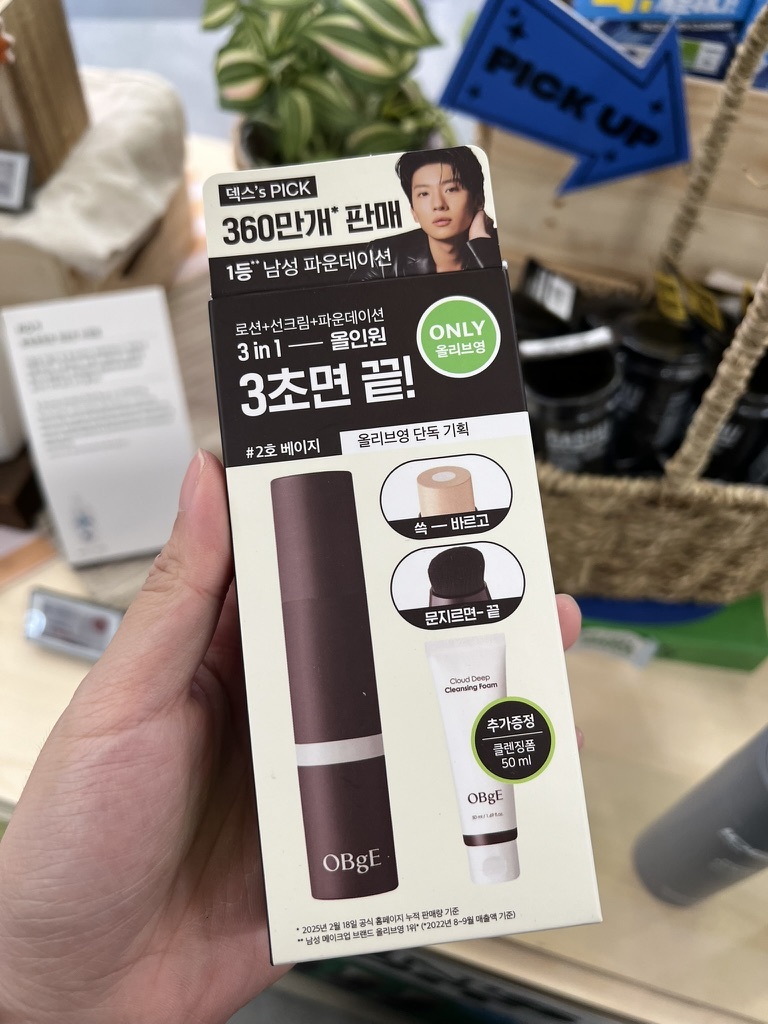 PICK UP
덱스's PICK
360만개* 판매
1등** 남성 파운데이션
로션+선크림+파운데이션
3 in 1 — 올인원
3초면 끝!
ONLY
올리브영
#2호 베이지
올리브영 단독 기획
쓱 — 바르고
문지르면- 끝
Cloud Deep
Cleansing Foam
추가증정
클렌징폼
50 ml
OBgE
50 ml / 1.69 fl.oz.
OBgE
* 2025년 2월 18일 공식 홈페이지 누적 판매량 기준
** 남성 메이크업 브랜드 올리브영 1위* (*2022년 8~9월 매출액 기준)